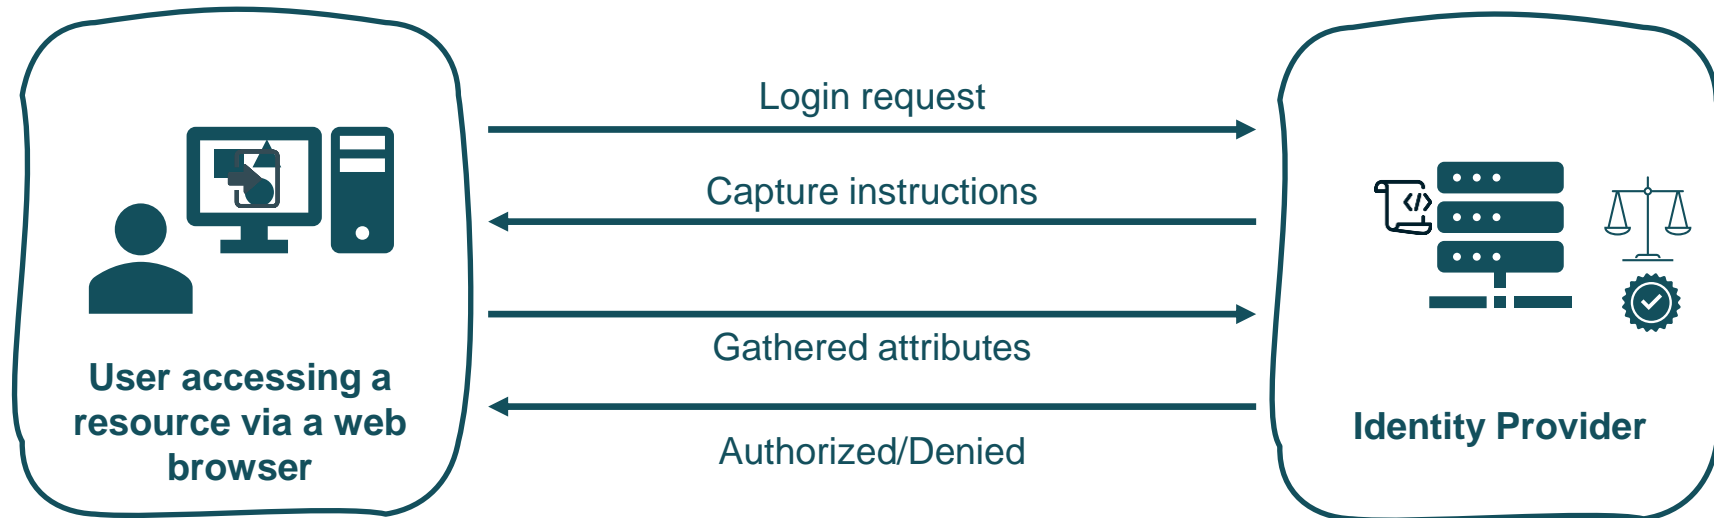 Login request
Capture instructions
Gathered attributes
Authorized/Denied
User accessing a
resource via a web
browser
Identity Provider